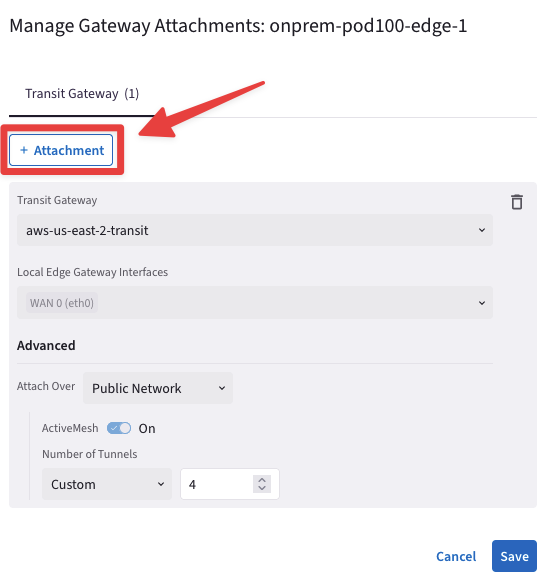 Manage Gateway Attachments: onprem-pod100-edge-1
Transit Gateway (1)
+ Attachment
Transit Gateway
aws-us-east-2-transit
Local Edge Gateway Interfaces
WAN 0 (eth0)
Advanced
Attach Over Public Network
ActiveMesh On
Number of Tunnels
Custom 4
Cancel Save